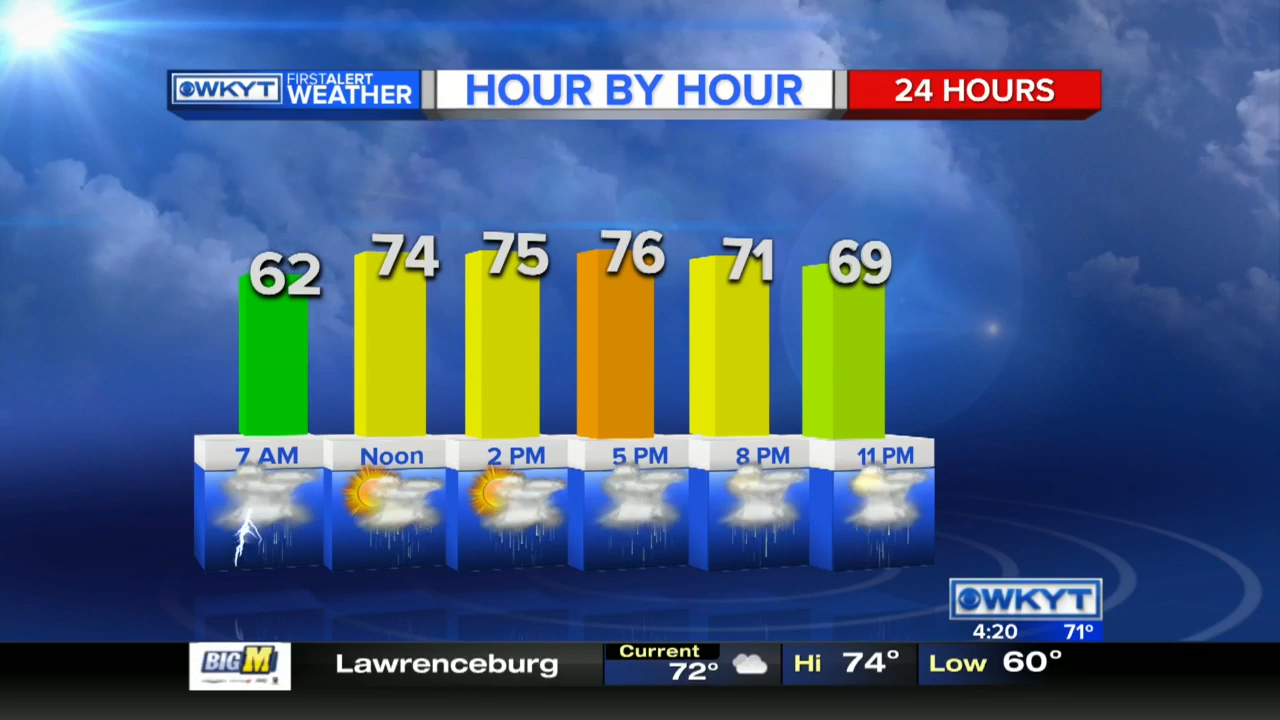 WKYT FIRST ALERT WEATHER
HOUR BY HOUR
24 HOURS
62 74 75 76 71 69
7 AM Noon 2 PM 5 PM 8 PM 11 PM
WKYT
4:20 71°
BIG M Lawrenceburg Current 72° Hi 74° Low 60°